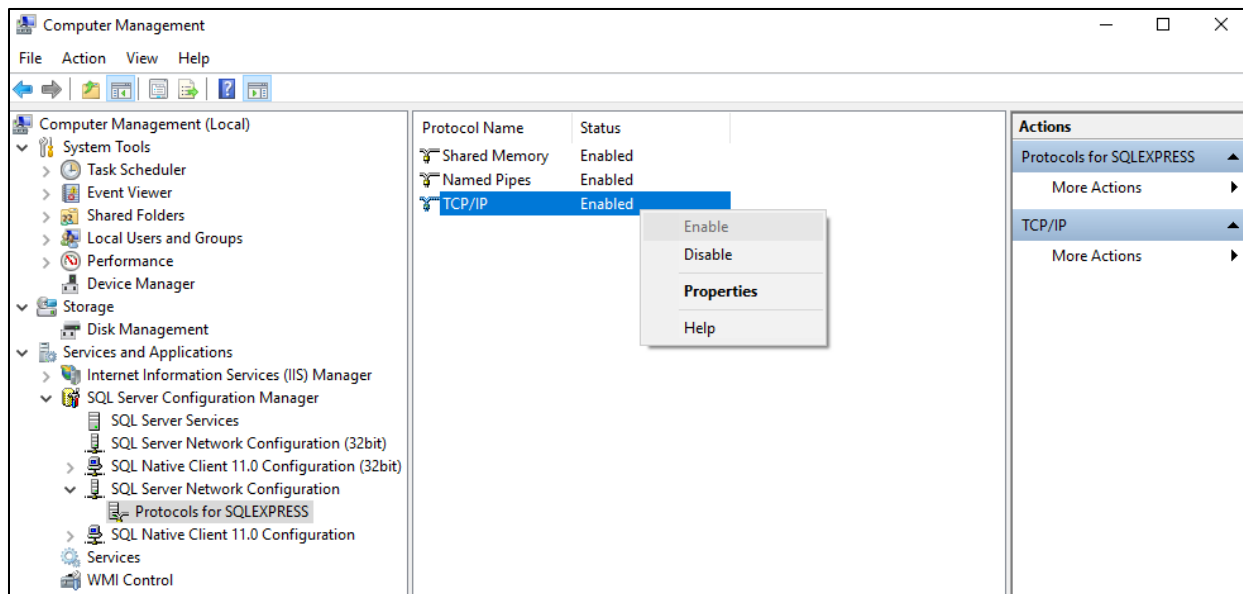 Computer Management
File Action View Help
Computer Management (Local)
System Tools
Task Scheduler
Event Viewer
Shared Folders
Local Users and Groups
Performance
Device Manager
Storage
Disk Management
Services and Applications
Internet Information Services (IIS) Manager
SQL Server Configuration Manager
SQL Server Services
SQL Server Network Configuration (32bit)
SQL Native Client 11.0 Configuration (32bit)
SQL Server Network Configuration
Protocols for SQLEXPRESS
SQL Native Client 11.0 Configuration
Services
WMI Control
Protocol Name Status
Shared Memory Enabled
Named Pipes Enabled
TCP/IP Enabled
Enable
Disable
Properties
Help
Actions
Protocols for SQLEXPRESS
More Actions
TCP/IP
More Actions